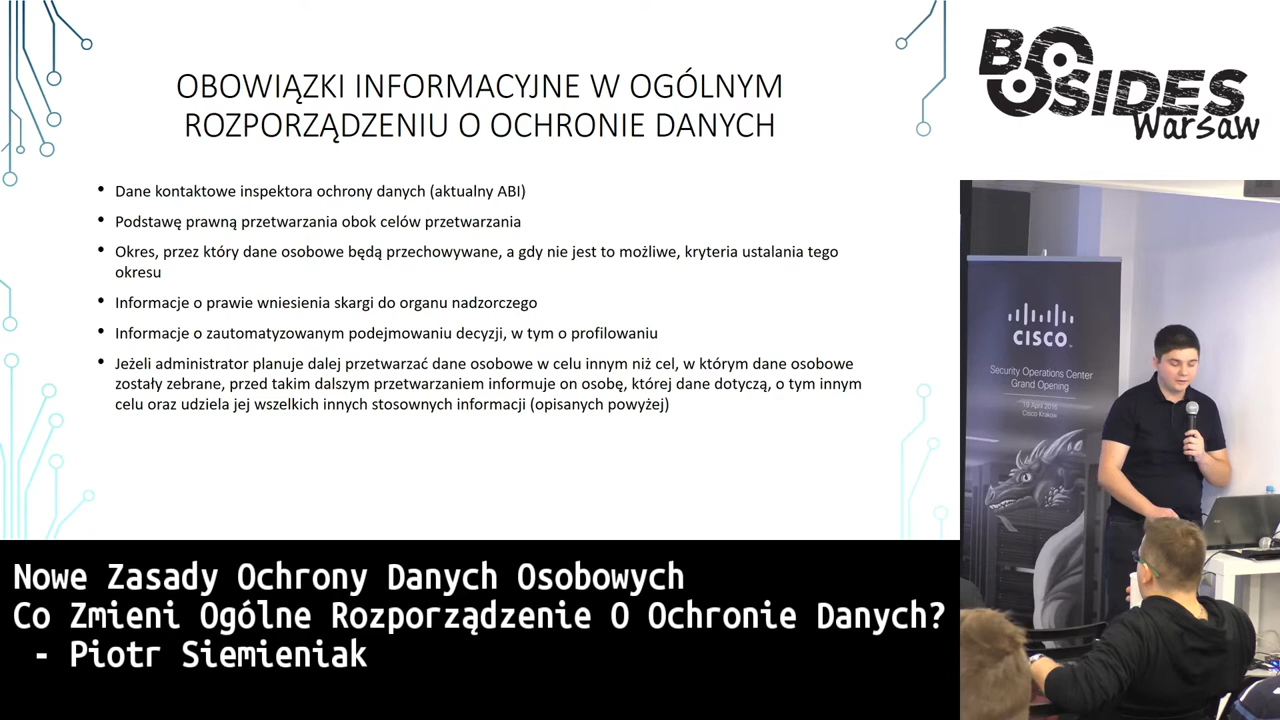 OBOWIĄZKI INFORMACYJNE W OGÓLNYM
ROZPORZĄDZENIU O OCHRONIE DANYCH
• Dane kontaktowe inspektora ochrony danych (aktualny ABI)
• Podstawę prawną przetwarzania obok celów przetwarzania
• Okres, przez który dane osobowe będą przechowywane, a gdy nie jest to możliwe, kryteria ustalania tego
okresu
• Informacje o prawie wniesienia skargi do organu nadzorczego
• Informacje o zautomatyzowanym podejmowaniu decyzji, w tym o profilowaniu
• Jeżeli administrator planuje dalej przetwarzać dane osobowe w celu innym niż cel, w którym dane osobowe
zostały zebrane, przed takim dalszym przetwarzaniem informuje on osobę, której dane dotyczą, o tym innym
celu oraz udziela jej wszelkich innych stosownych informacji (opisanych powyżej)
BSIDES
Warsaw
CISCO
Security Operations Center
Grand Opening
19 April 2016
Cisco Krakow
Nowe Zasady Ochrony Danych Osobowych
Co Zmieni Ogólne Rozporządzenie O Ochronie Danych?
- Piotr Siemieniak